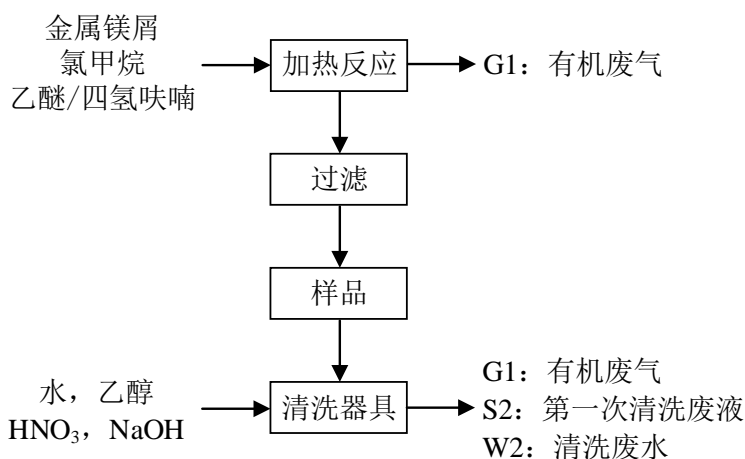 金属镁屑
氯甲烷
乙醚/四氢呋喃
加热反应
G1：有机废气
过滤
样品
水，乙醇
HNO₃，NaOH
清洗器具
G1：有机废气
S2：第一次清洗废液
W2：清洗废水